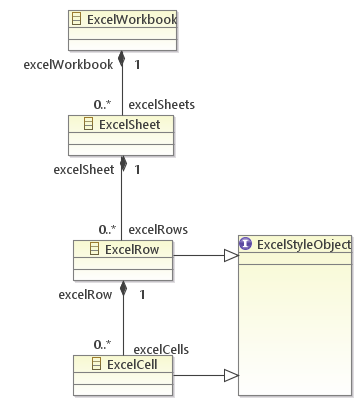 ExcelWorkbook
excelWorkbook 1
0..* excelSheets
ExcelSheet
excelSheet 1
0..* excelRows
ExcelRow
I ExcelStyleObject
excelRow 1
0..* excelCells
ExcelCell